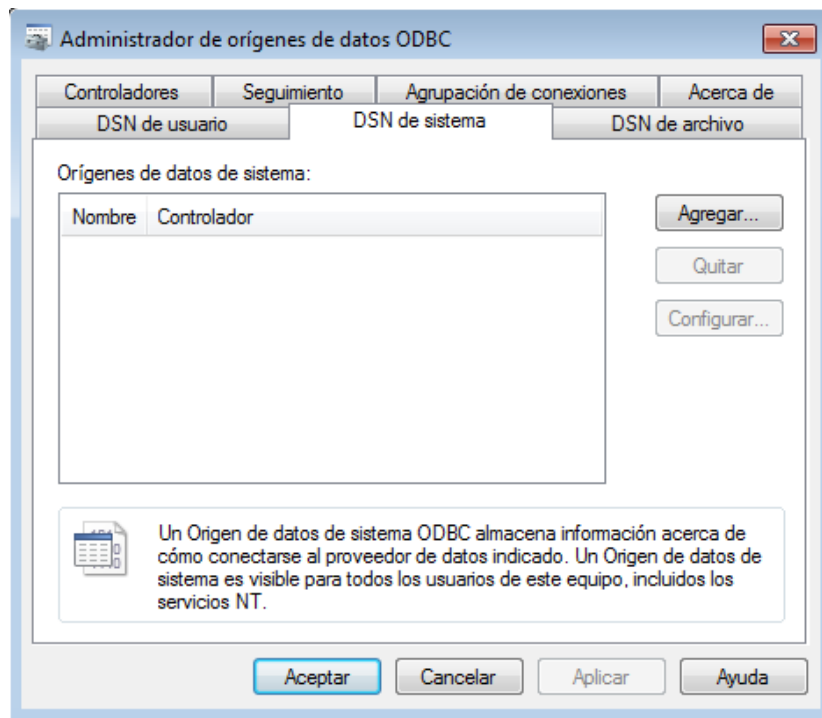 Administrador de orígenes de datos ODBC
Controladores
Seguimiento
Agrupación de conexiones
Acerca de
DSN de usuario
DSN de sistema
DSN de archivo
Orígenes de datos de sistema:
Nombre
Controlador
Agregar...
Quitar
Configurar...
Un Origen de datos de sistema ODBC almacena información acerca de
cómo conectarse al proveedor de datos indicado. Un Origen de datos de
sistema es visible para todos los usuarios de este equipo, incluidos los
servicios NT.
Aceptar
Cancelar
Aplicar
Ayuda